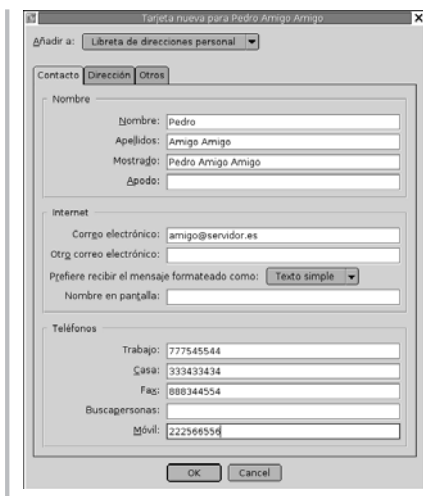 Tarjeta nueva para Pedro Amigo Amigo
Añadir a: Libreta de direcciones personal
Contacto Dirección Otros
Nombre
Nombre: Pedro
Apellidos: Amigo Amigo
Mostrado: Pedro Amigo Amigo
Apodo:
Internet
Correo electrónico: amigo@servidor.es
Otro correo electrónico:
Prefiere recibir el mensaje formateado como: Texto simple
Nombre en pantalla:
Teléfonos
Trabajo: 777545544
Casa: 333433434
Fax: 888344554
Buscapersonas:
Móvil: 222566556
OK Cancel